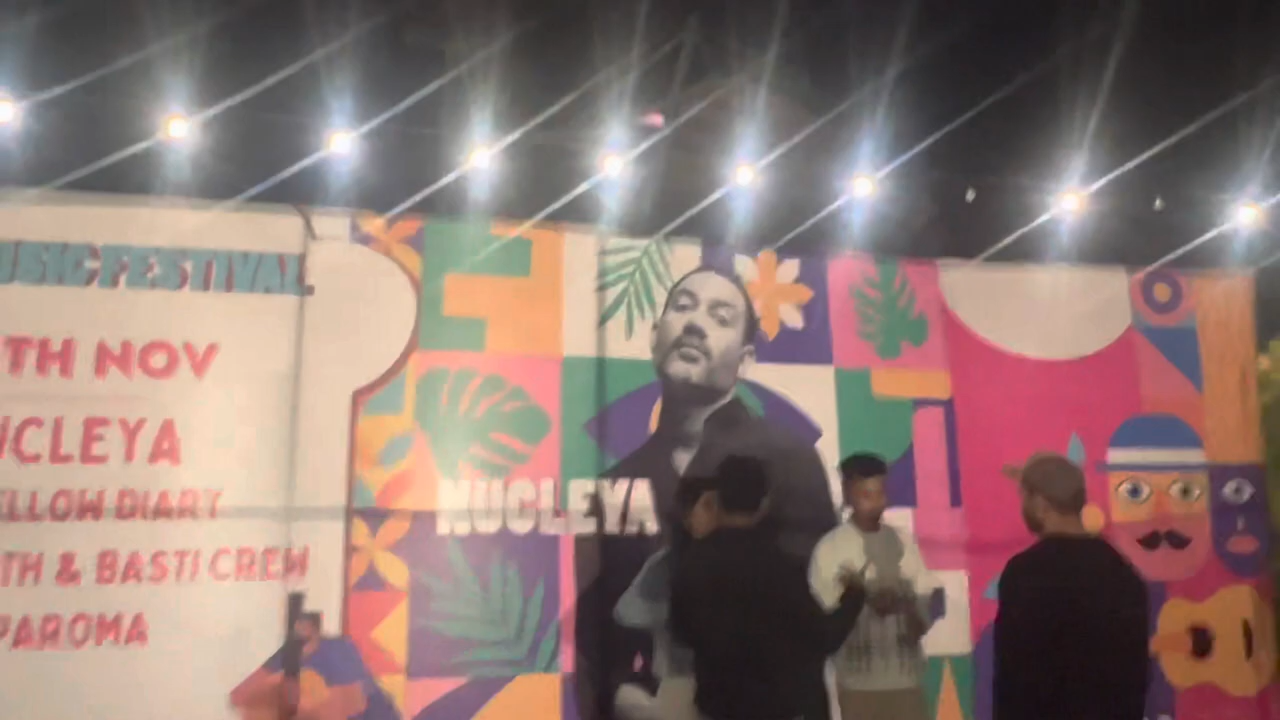 USIC FESTIVAL
TH NOV
UCLEYA
ELLOW DIARY
TH & BASTI CREW
PAROMA
NUCLEYA